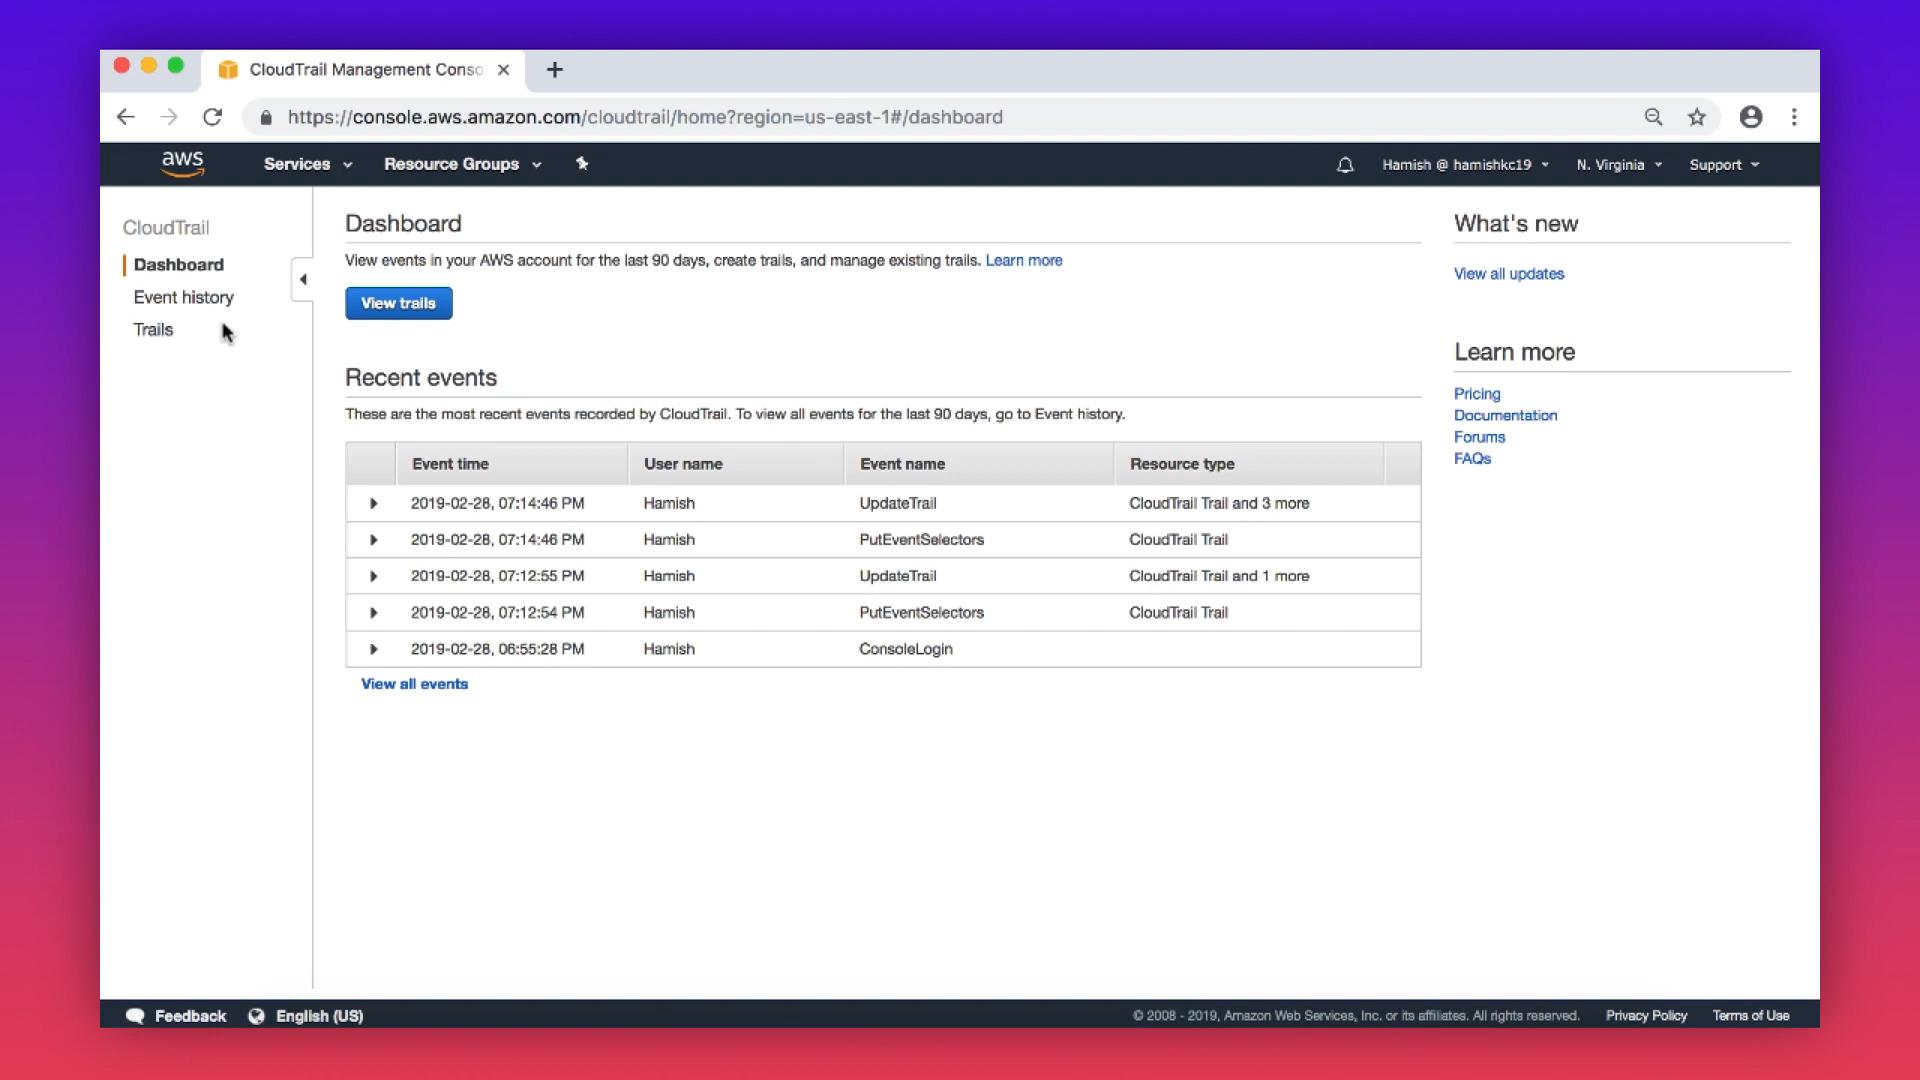 CloudTrail Management Conso
https://console.aws.amazon.com/cloudtrail/home?region=us-east-1#/dashboard
aws Services Resource Groups Hamish @ hamishkc19 N. Virginia Support
CloudTrail
Dashboard
Event history
Trails
Dashboard
View events in your AWS account for the last 90 days, create trails, and manage existing trails. Learn more
View trails
Recent events
These are the most recent events recorded by CloudTrail. To view all events for the last 90 days, go to Event history.
Event time User name Event name Resource type
2019-02-28, 07:14:46 PM Hamish UpdateTrail CloudTrail Trail and 3 more
2019-02-28, 07:14:46 PM Hamish PutEventSelectors CloudTrail Trail
2019-02-28, 07:12:55 PM Hamish UpdateTrail CloudTrail Trail and 1 more
2019-02-28, 07:12:54 PM Hamish PutEventSelectors CloudTrail Trail
2019-02-28, 06:55:28 PM Hamish ConsoleLogin
View all events
What's new
View all updates
Learn more
Pricing
Documentation
Forums
FAQs
Feedback English (US) © 2008 - 2019, Amazon Web Services, Inc. or its affiliates. All rights reserved. Privacy Policy Terms of Use